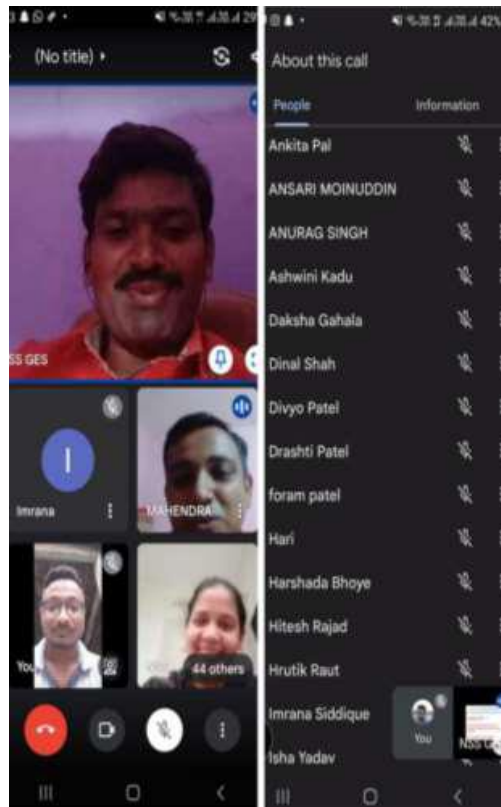 (No title)
SS GES
I
Imrana
MAHENDRA
You
44 others
42%
About this call
People
Information
Ankita Pal
ANSARI MOINUDDIN
ANURAG SINGH
Ashwini Kadu
Daksha Gahala
Dinal Shah
Divyo Patel
Drashti Patel
foram patel
Hari
Harshada Bhoye
Hitesh Rajad
Hrutik Raut
Imrana Siddique
Isha Yadav
You
NSS